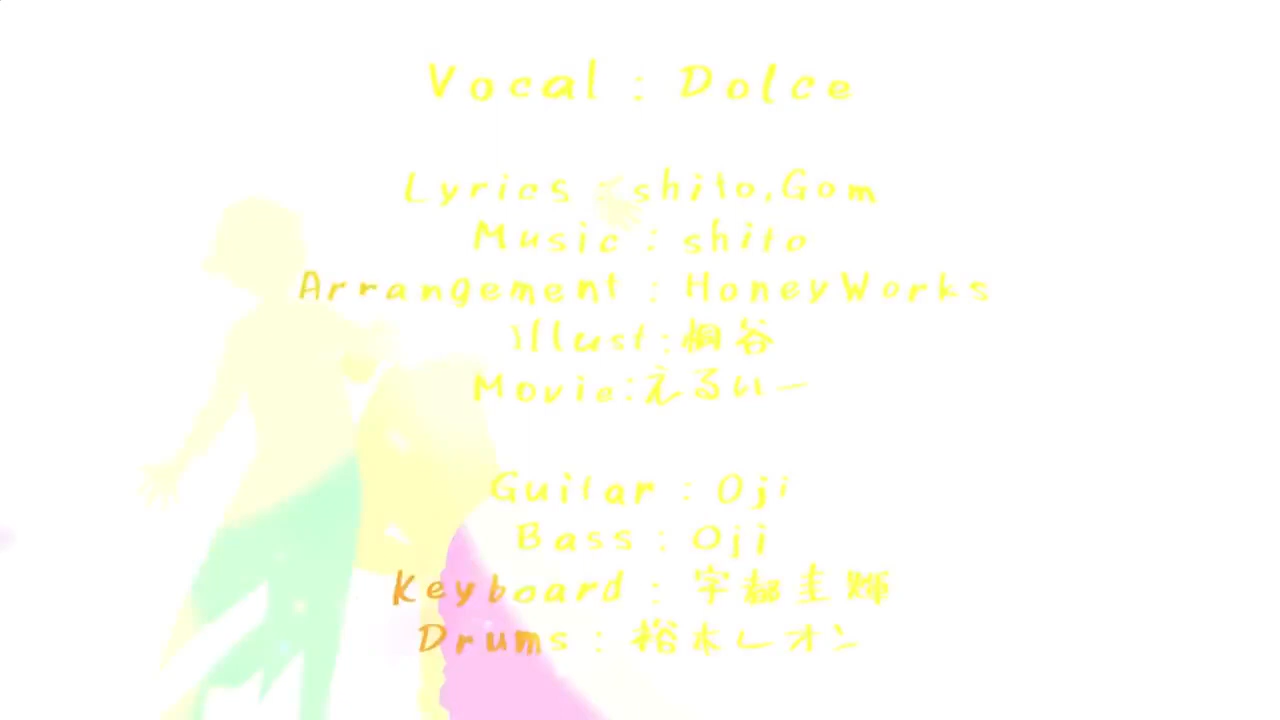 Vocal : Dolce
Lyrics : shito,Gom
Music : shito
Arrangement : HoneyWorks
Illust:桐谷
Movie:えるいー
Guitar : Oji
Bass : Oji
Keyboard : 宇都圭輝
Drums : 裕木レオン